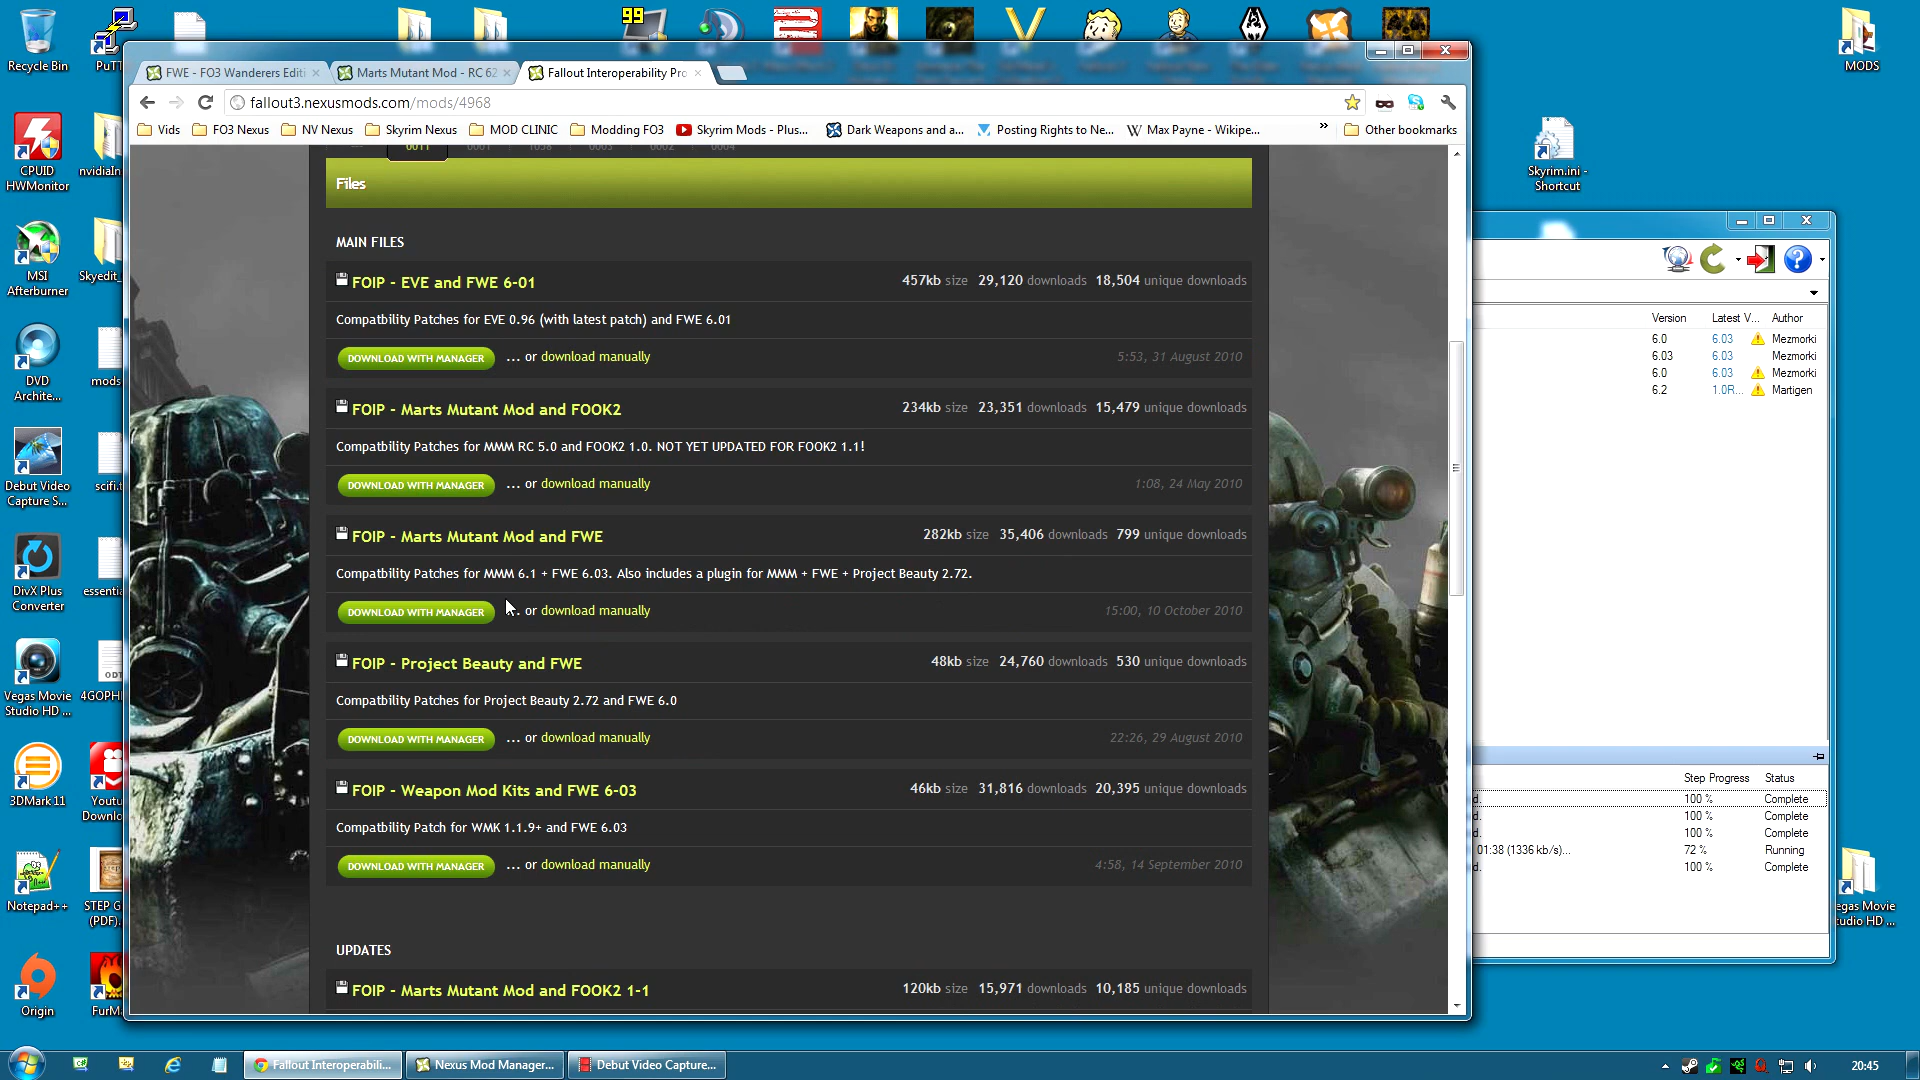 Recycle Bin
PuTT
MODS
FWE - FO3 Wanderers Editi
Marts Mutant Mod - RC 62
Fallout Interoperability Pro
fallout3.nexusmods.com/mods/4968
Vids
FO3 Nexus
NV Nexus
Skyrim Nexus
MOD CLINIC
Modding FO3
Skyrim Mods - Plus...
Dark Weapons and a...
Posting Rights to Ne...
Max Payne - Wikipe...
»
Other bookmarks
Files
MAIN FILES
FOIP - EVE and FWE 6-01
457kb size 29,120 downloads 18,504 unique downloads
Compatbility Patches for EVE 0.96 (with latest patch) and FWE 6.01
DOWNLOAD WITH MANAGER ... or download manually
5:53, 31 August 2010
FOIP - Marts Mutant Mod and FOOK2
234kb size 23,351 downloads 15,479 unique downloads
Compatbility Patches for MMM RC 5.0 and FOOK2 1.0. NOT YET UPDATED FOR FOOK2 1.1!
DOWNLOAD WITH MANAGER ... or download manually
1:08, 24 May 2010
FOIP - Marts Mutant Mod and FWE
282kb size 35,406 downloads 799 unique downloads
Compatbility Patches for MMM 6.1 + FWE 6.03. Also includes a plugin for MMM + FWE + Project Beauty 2.72.
DOWNLOAD WITH MANAGER ... or download manually
15:00, 10 October 2010
FOIP - Project Beauty and FWE
48kb size 24,760 downloads 530 unique downloads
Compatbility Patches for Project Beauty 2.72 and FWE 6.0
DOWNLOAD WITH MANAGER ... or download manually
22:26, 29 August 2010
FOIP - Weapon Mod Kits and FWE 6-03
46kb size 31,816 downloads 20,395 unique downloads
Compatbility Patch for WMK 1.1.9+ and FWE 6.03
DOWNLOAD WITH MANAGER ... or download manually
4:58, 14 September 2010
UPDATES
FOIP - Marts Mutant Mod and FOOK2 1-1
120kb size 15,971 downloads 10,185 unique downloads
CPUID
HWMonitor
nvidiaIn
MSI
Afterburner
Skyedit_
DVD
Archite...
mods
Debut Video
Capture S...
scifi.t
DivX Plus
Converter
essentia
Vegas Movie
Studio HD ...
4GOPHI
3DMark 11
Youtu
Downlo
Notepad++
STEP G
(PDF).
Origin
FurMa
Skyrim.ini -
Shortcut
Version Latest V... Author
6.0 6.03 Mezmorki
6.03 6.03 Mezmorki
6.0 6.03 Mezmorki
6.2 1.0R... Martigen
Step Progress Status
d. 100 % Complete
d. 100 % Complete
d. 100 % Complete
01:38 (1336 kb/s)... 72 % Running
d. 100 % Complete
egas Movie
tudio HD ...
Fallout Interoperabili...
Nexus Mod Manager...
Debut Video Capture...
20:45